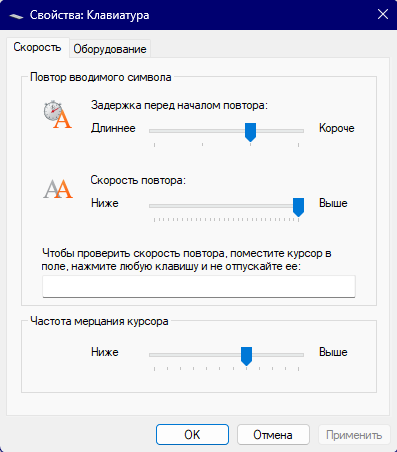 Свойства: Клавиатура
Скорость Оборудование
Повтор вводимого символа
Задержка перед началом повтора:
Длиннее Короче
Скорость повтора:
Ниже Выше
Чтобы проверить скорость повтора, поместите курсор в
поле, нажмите любую клавишу и не отпускайте ее:
Частота мерцания курсора
Ниже Выше
OK Отмена Применить